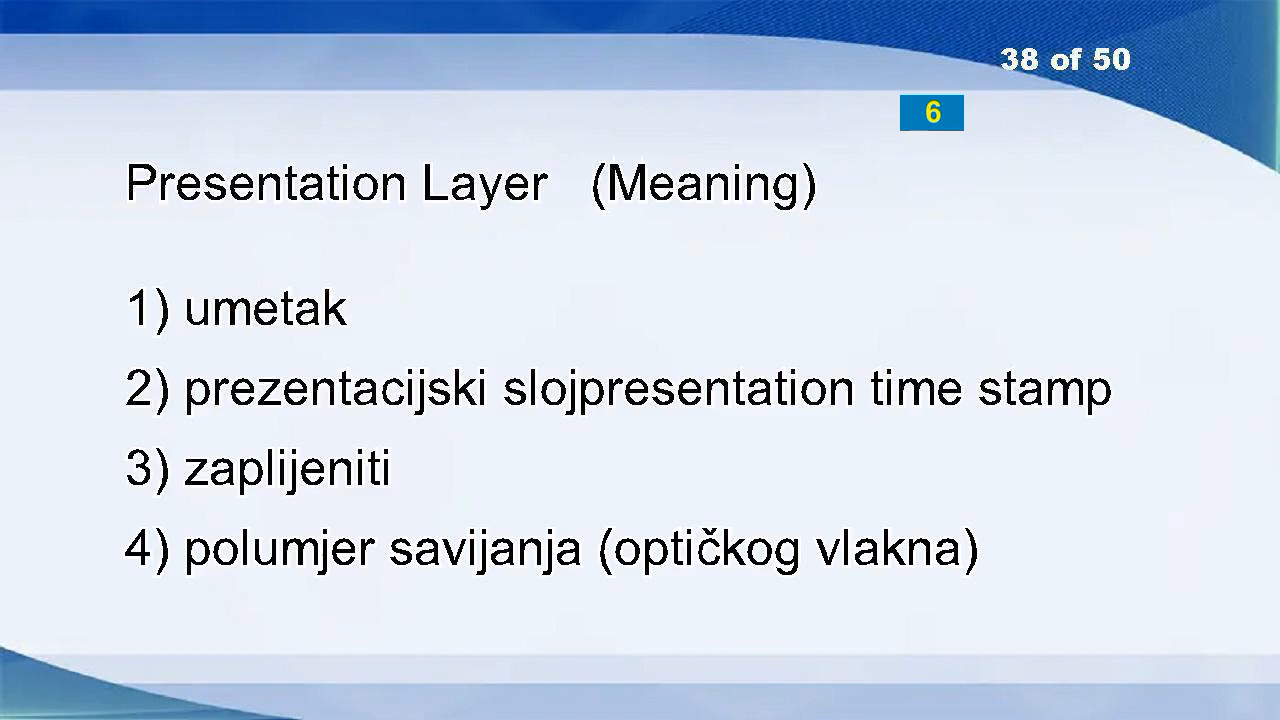 38 of 50
6
Presentation Layer (Meaning)
1) umetak
2) prezentacijski slojpresentation time stamp
3) zaplijeniti
4) polumjer savijanja (optičkog vlakna)